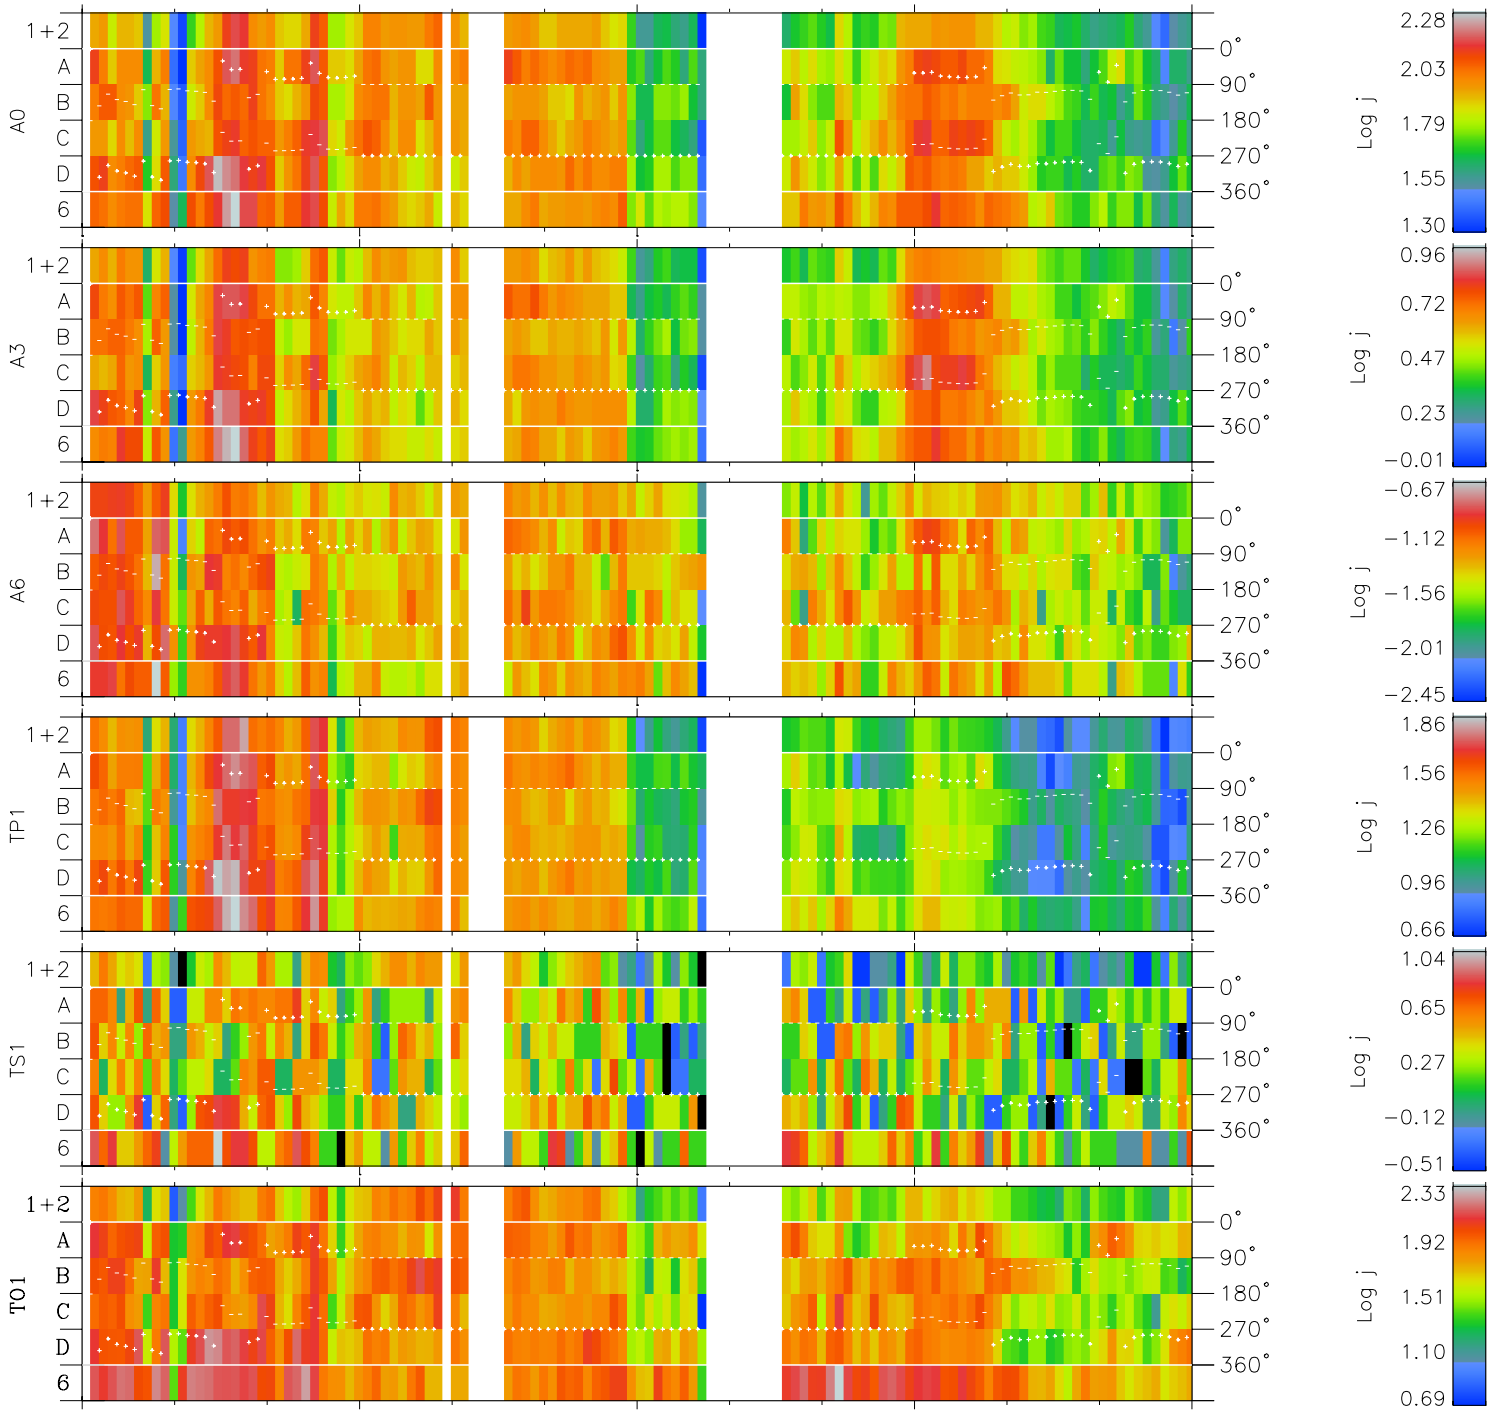 A0
1+2
A
B
C
D
6
0°
90°
180°
270°
360°
Log j
2.28
2.03
1.79
1.55
1.30
A3
1+2
A
B
C
D
6
0°
90°
180°
270°
360°
Log j
0.96
0.72
0.47
0.23
−0.01
A6
1+2
A
B
C
D
6
0°
90°
180°
270°
360°
Log j
−0.67
−1.12
−1.56
−2.01
−2.45
TP1
1+2
A
B
C
D
6
0°
90°
180°
270°
360°
Log j
1.86
1.56
1.26
0.96
0.66
TS1
1+2
A
B
C
D
6
0°
90°
180°
270°
360°
Log j
1.04
0.65
0.27
−0.12
−0.51
TO1
1+2
A
B
C
D
6
0°
90°
180°
270°
360°
Log j
2.33
1.92
1.51
1.10
0.69